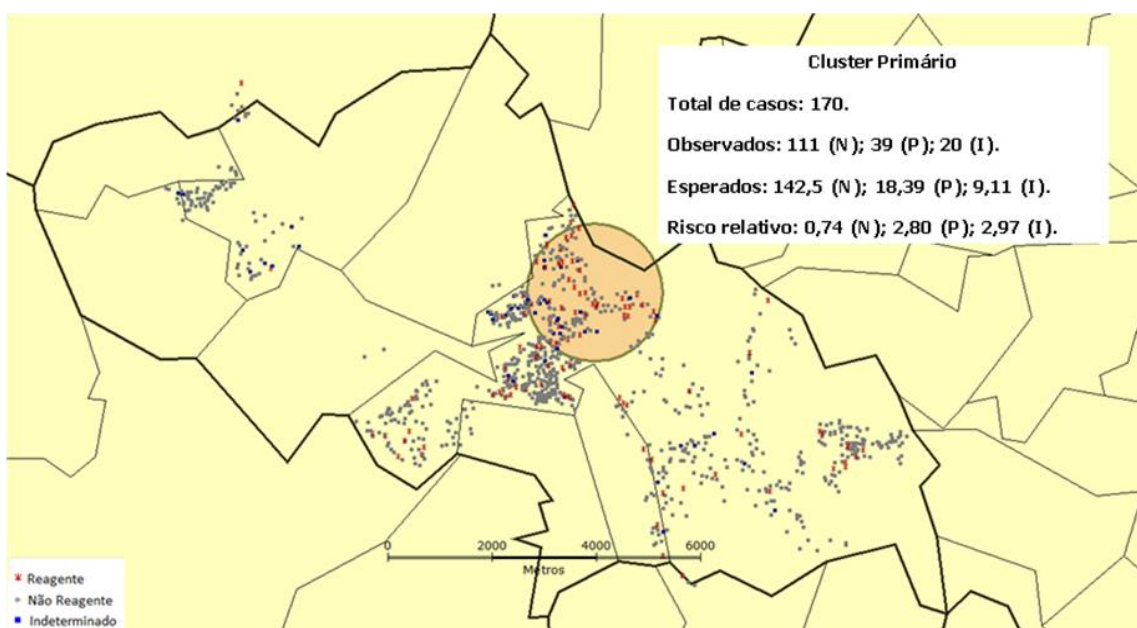 Cluster Primário
Total de casos: 170.
Observados: 111 (N); 39 (P); 20 (I).
Esperados: 142,5 (N); 18,39 (P); 9,11 (I).
Risco relativo: 0,74 (N); 2,80 (P); 2,97 (I).
0 2000 4000 6000
Metros
Reagente
Não Reagente
Indeterminado